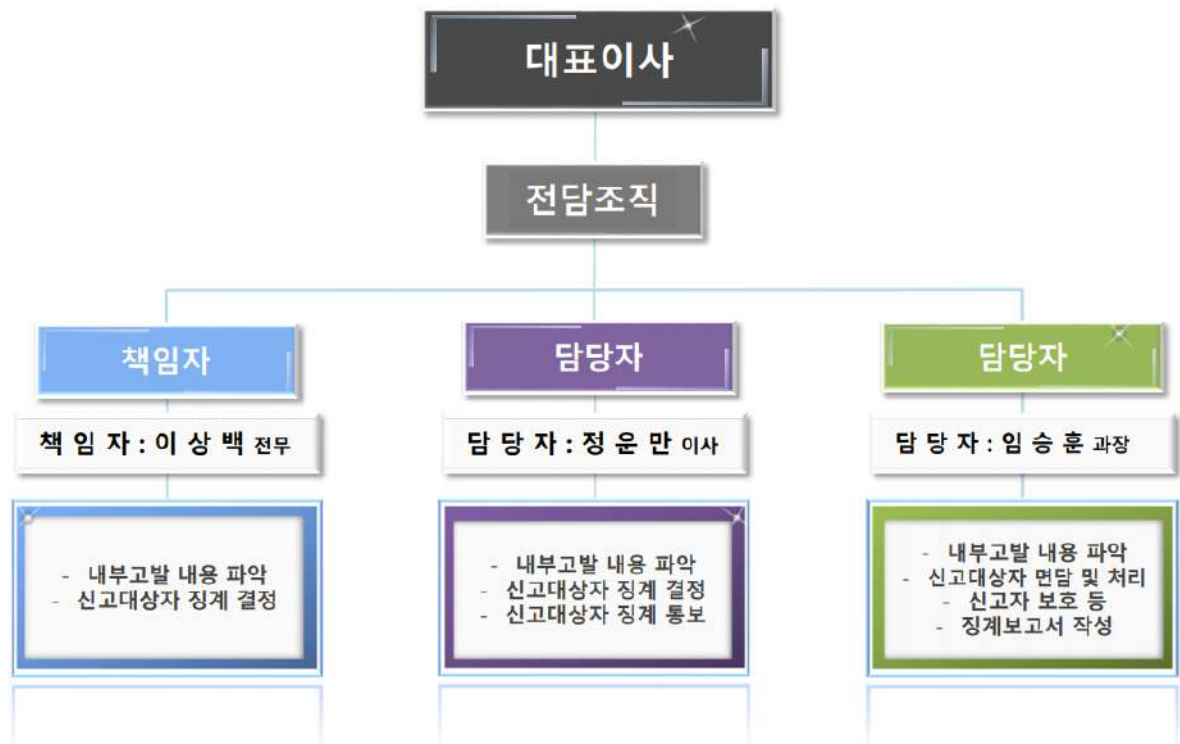 대표이사
전담조직
책임자
책 임 자 : 이 상 백 전무
- 내부고발 내용 파악
- 신고대상자 징계 결정
담당자
담 당 자 : 정 운 만 이사
- 내부고발 내용 파악
- 신고대상자 징계 결정
- 신고대상자 징계 통보
담당자
담 당 자 : 임 승 훈 과장
- 내부고발 내용 파악
- 신고대상자 면담 및 처리
- 신고자 보호 등
- 징계보고서 작성